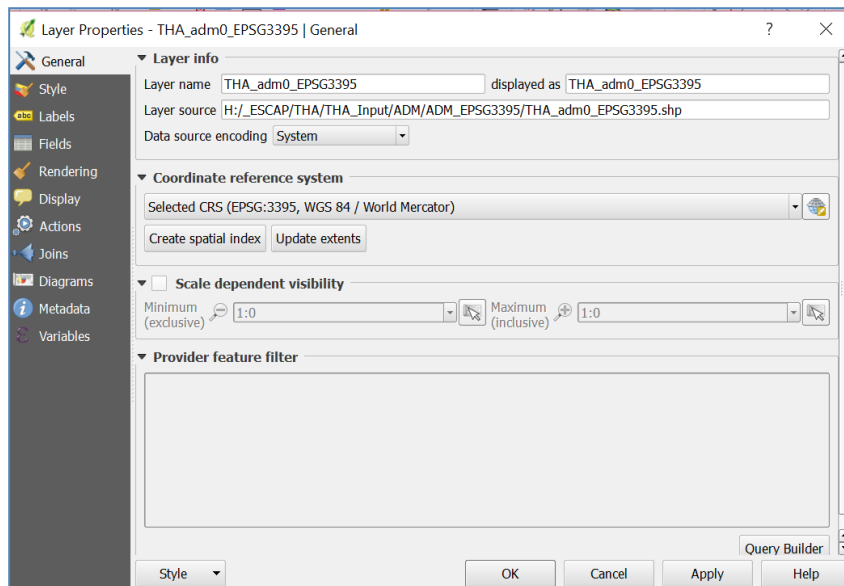 Layer Properties - THA_adm0_EPSG3395 | General
?
General
Style
Labels
Fields
Rendering
Display
Actions
Joins
Diagrams
Metadata
Variables
Layer info
Layer name THA_adm0_EPSG3395 displayed as THA_adm0_EPSG3395
Layer source H:/_ESCAP/THA/THA_Input/ADM/ADM_EPSG3395/THA_adm0_EPSG3395.shp
Data source encoding System
Coordinate reference system
Selected CRS (EPSG:3395, WGS 84 / World Mercator)
Create spatial index Update extents
Scale dependent visibility
Minimum (exclusive) 1:0 Maximum (inclusive) 1:0
Provider feature filter
Query Builder
Style OK Cancel Apply Help